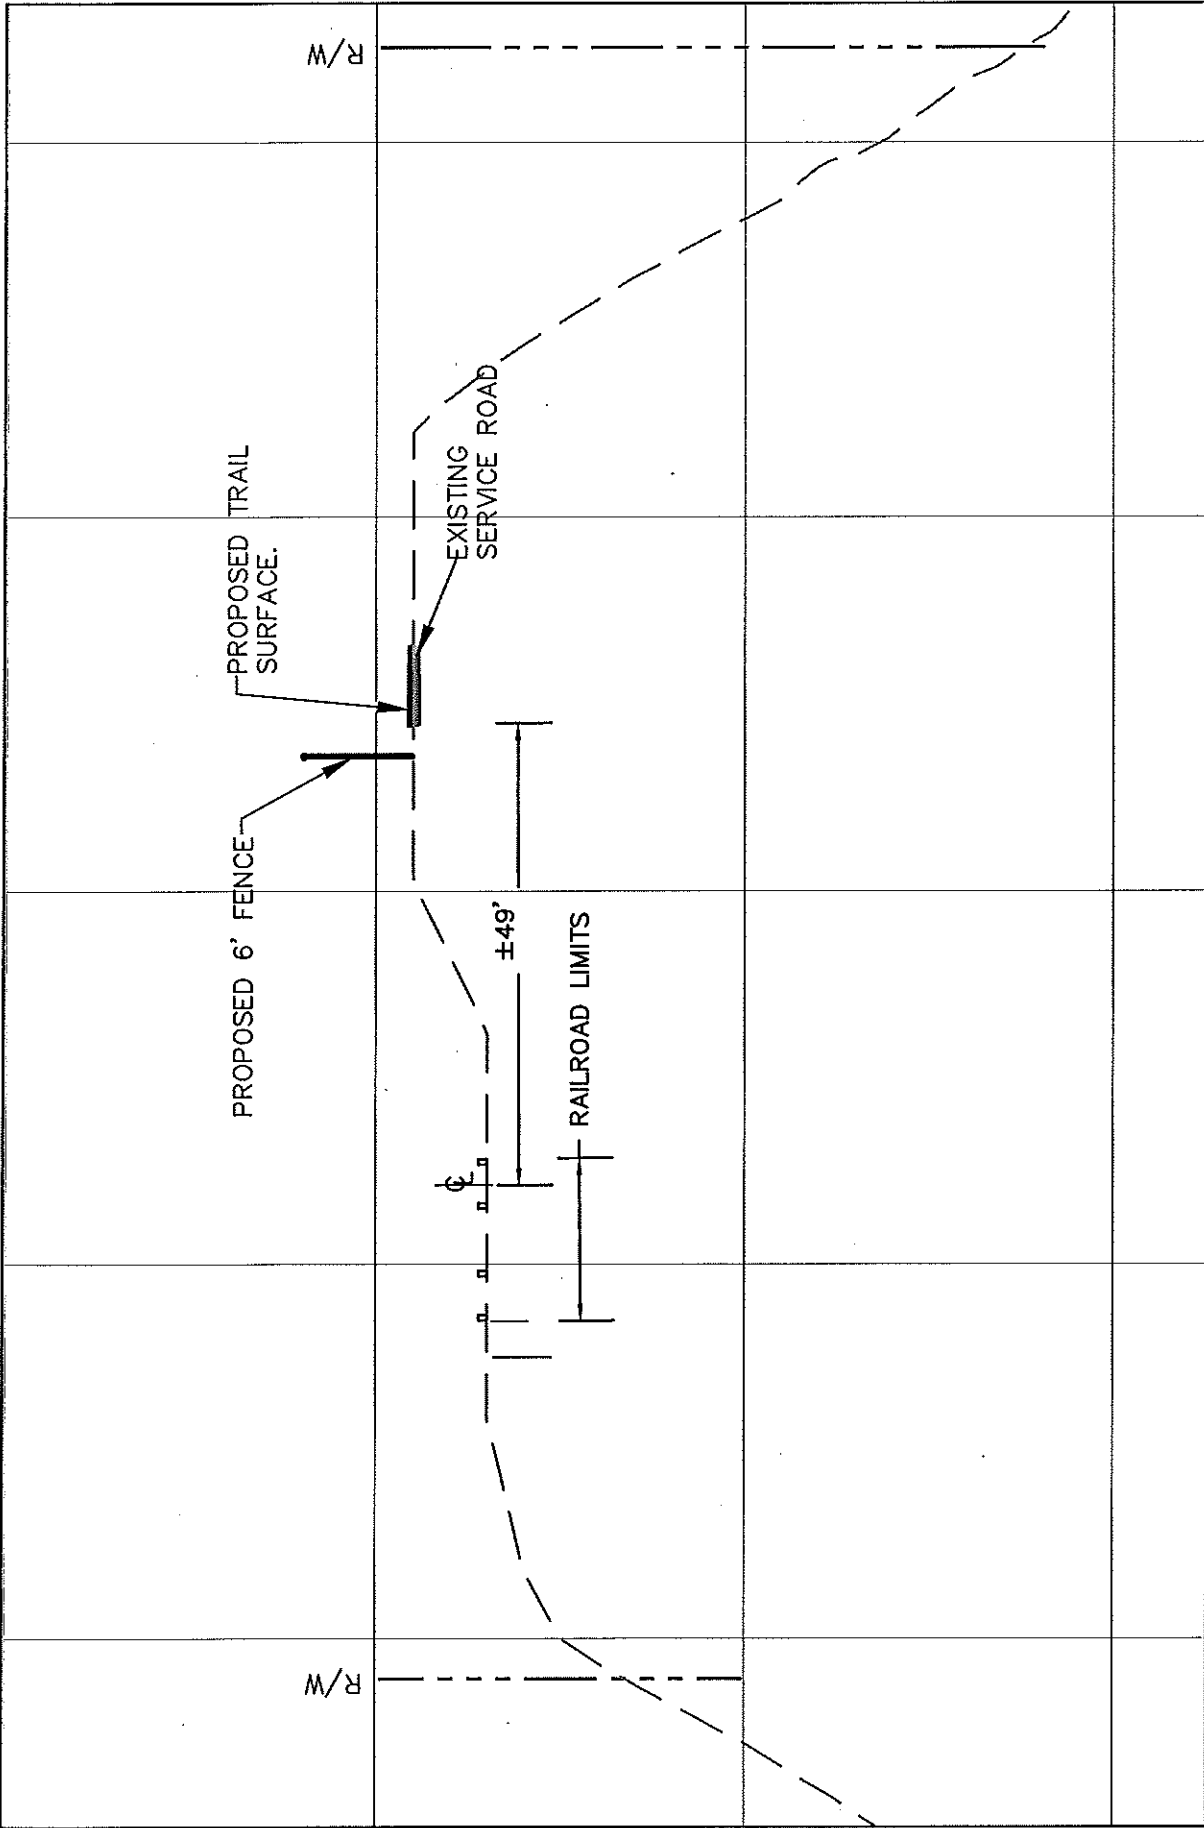 R/W
PROPOSED 6' FENCE
PROPOSED TRAIL
SURFACE.
EXISTING
SERVICE ROAD
℄
±49'
RAILROAD LIMITS
R/W